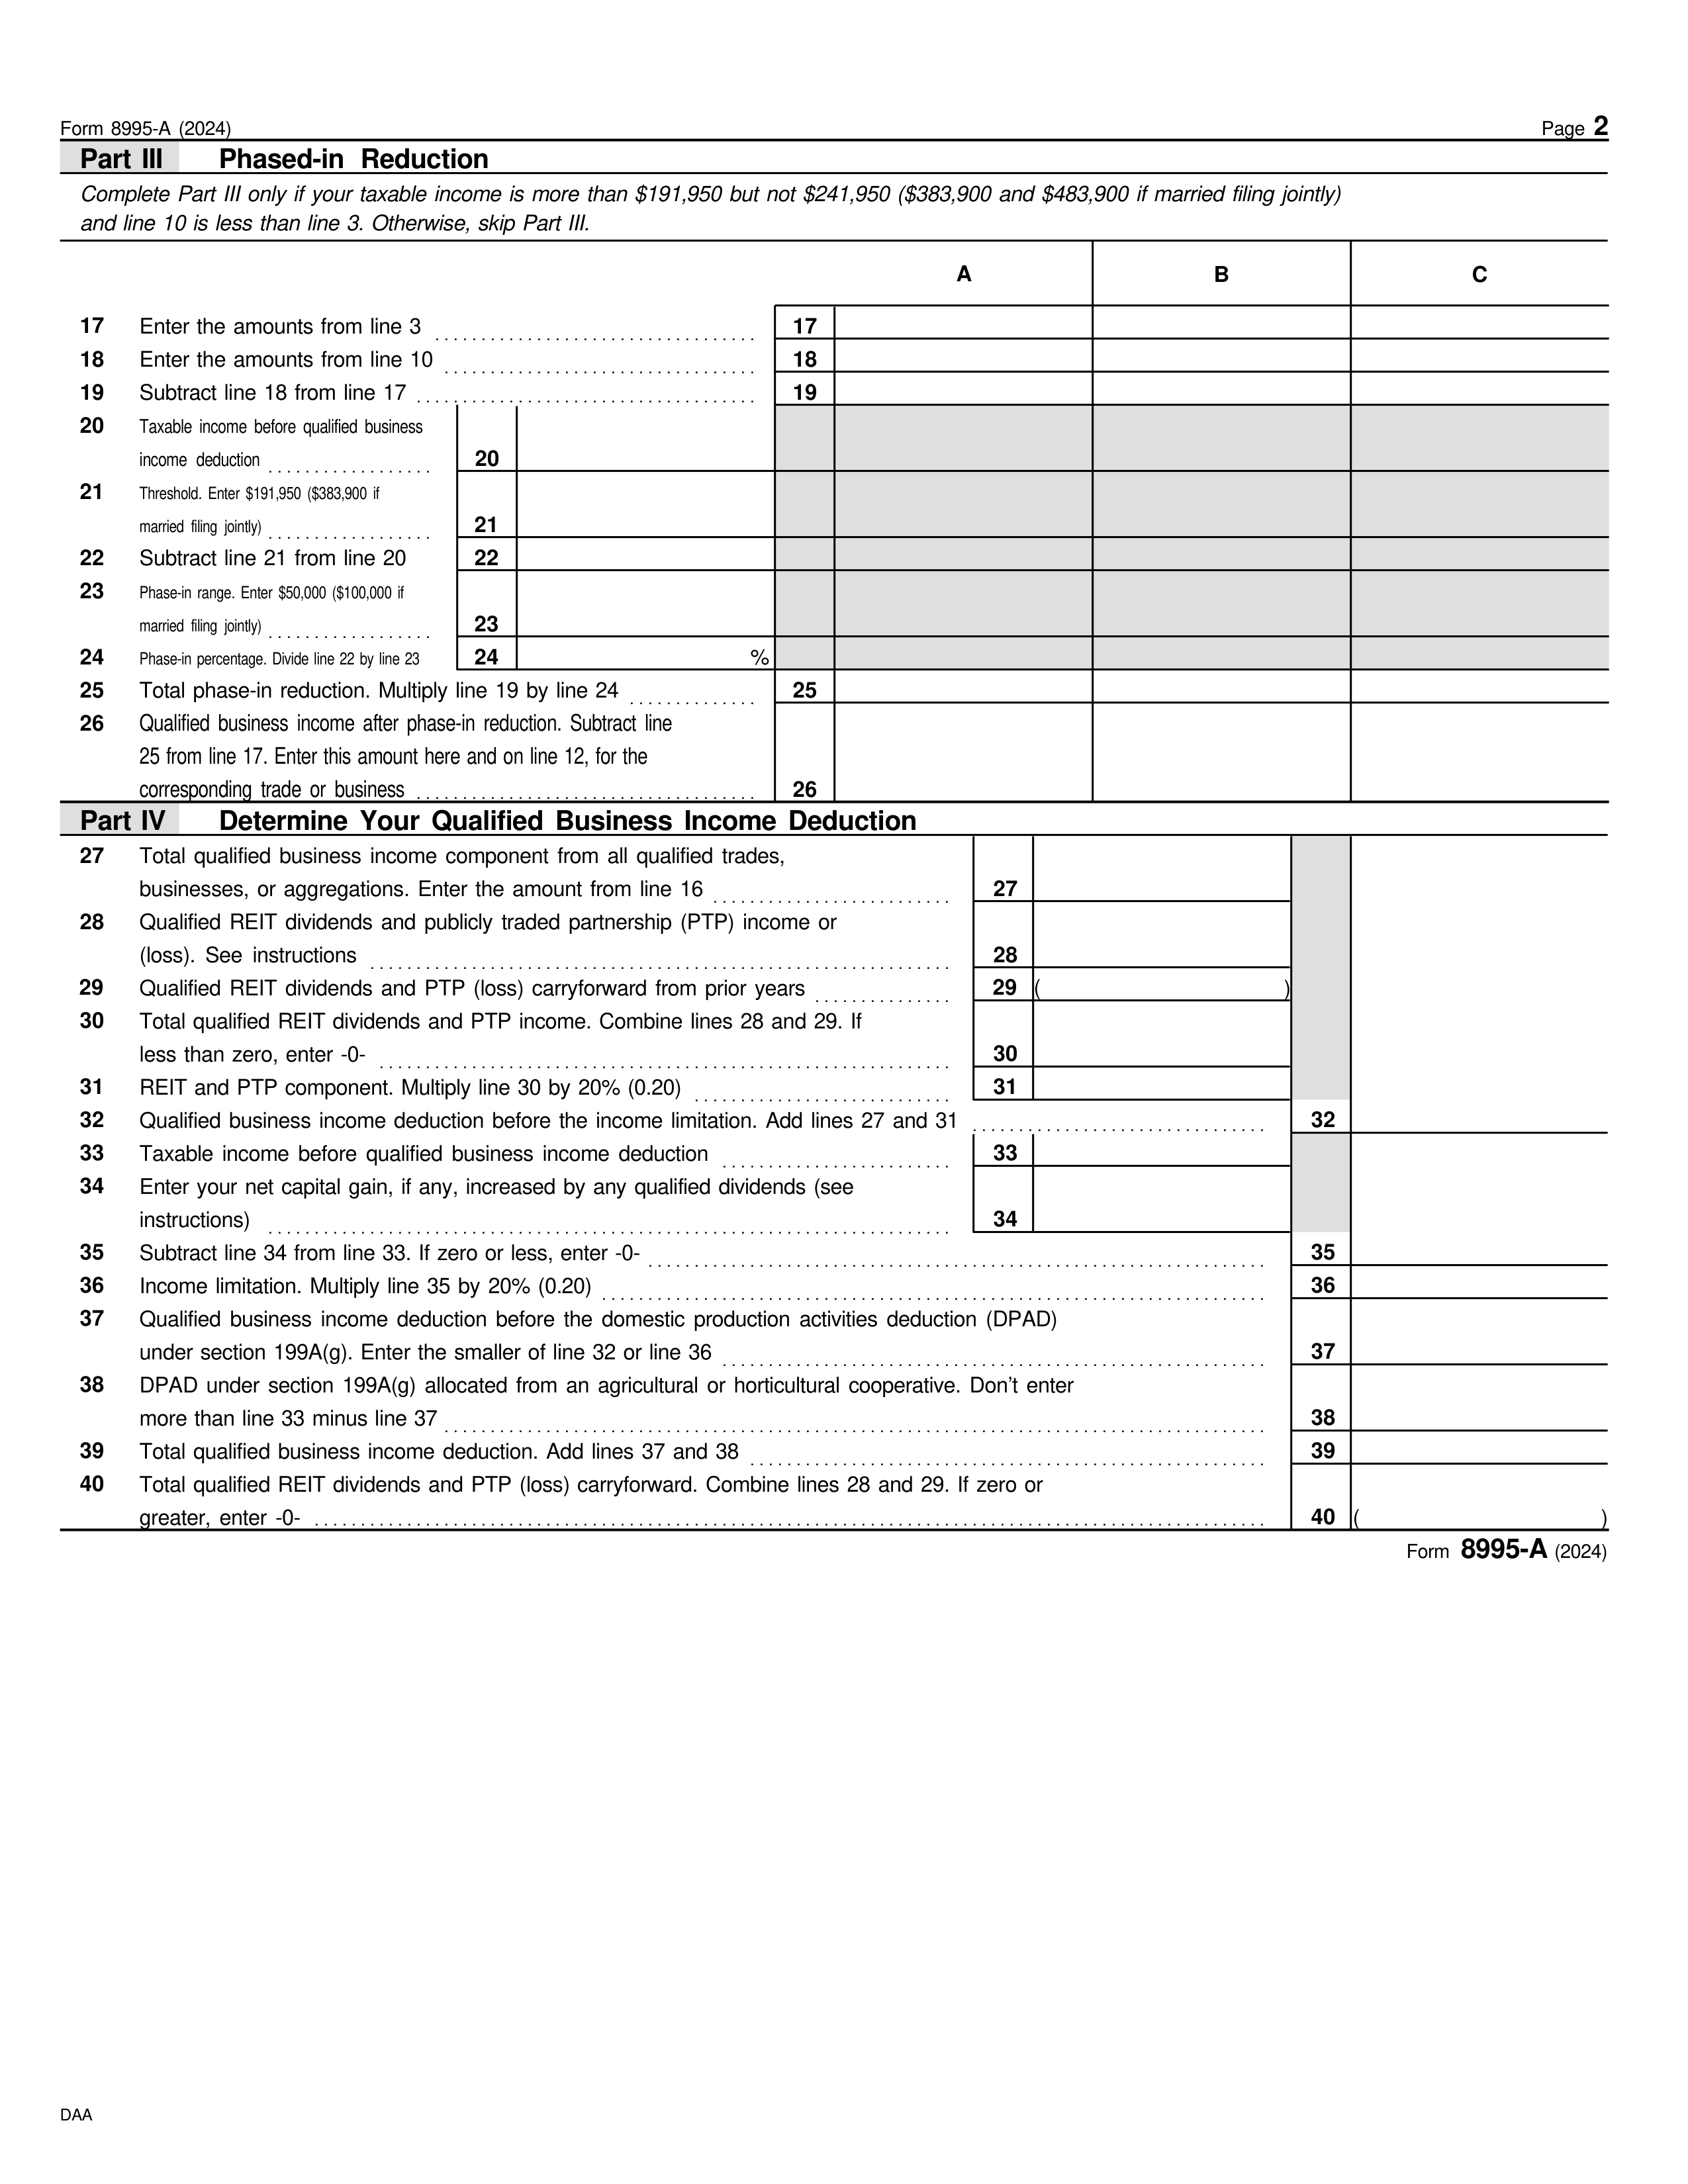 Form 8995-A (2024) Page 2
Part III Phased-in Reduction
Complete Part III only if your taxable income is more than $191,950 but not $241,950 ($383,900 and $483,900 if married filing jointly)
and line 10 is less than line 3. Otherwise, skip Part III.
A B C
17 Enter the amounts from line 3 17
18 Enter the amounts from line 10 18
19 Subtract line 18 from line 17 19
20 Taxable income before qualified business
income deduction 20
21 Threshold. Enter $191,950 ($383,900 if
married filing jointly) 21
22 Subtract line 21 from line 20 22
23 Phase-in range. Enter $50,000 ($100,000 if
married filing jointly) 23
24 Phase-in percentage. Divide line 22 by line 23 24 %
25 Total phase-in reduction. Multiply line 19 by line 24 25
26 Qualified business income after phase-in reduction. Subtract line
25 from line 17. Enter this amount here and on line 12, for the
corresponding trade or business 26
Part IV Determine Your Qualified Business Income Deduction
27 Total qualified business income component from all qualified trades,
businesses, or aggregations. Enter the amount from line 16 27
28 Qualified REIT dividends and publicly traded partnership (PTP) income or
(loss). See instructions 28
29 Qualified REIT dividends and PTP (loss) carryforward from prior years 29 ( )
30 Total qualified REIT dividends and PTP income. Combine lines 28 and 29. If
less than zero, enter -0- 30
31 REIT and PTP component. Multiply line 30 by 20% (0.20) 31
32 Qualified business income deduction before the income limitation. Add lines 27 and 31 32
33 Taxable income before qualified business income deduction 33
34 Enter your net capital gain, if any, increased by any qualified dividends (see
instructions) 34
35 Subtract line 34 from line 33. If zero or less, enter -0- 35
36 Income limitation. Multiply line 35 by 20% (0.20) 36
37 Qualified business income deduction before the domestic production activities deduction (DPAD)
under section 199A(g). Enter the smaller of line 32 or line 36 37
38 DPAD under section 199A(g) allocated from an agricultural or horticultural cooperative. Don't enter
more than line 33 minus line 37 38
39 Total qualified business income deduction. Add lines 37 and 38 39
40 Total qualified REIT dividends and PTP (loss) carryforward. Combine lines 28 and 29. If zero or
greater, enter -0- 40 ( )
Form 8995-A (2024)
DAA